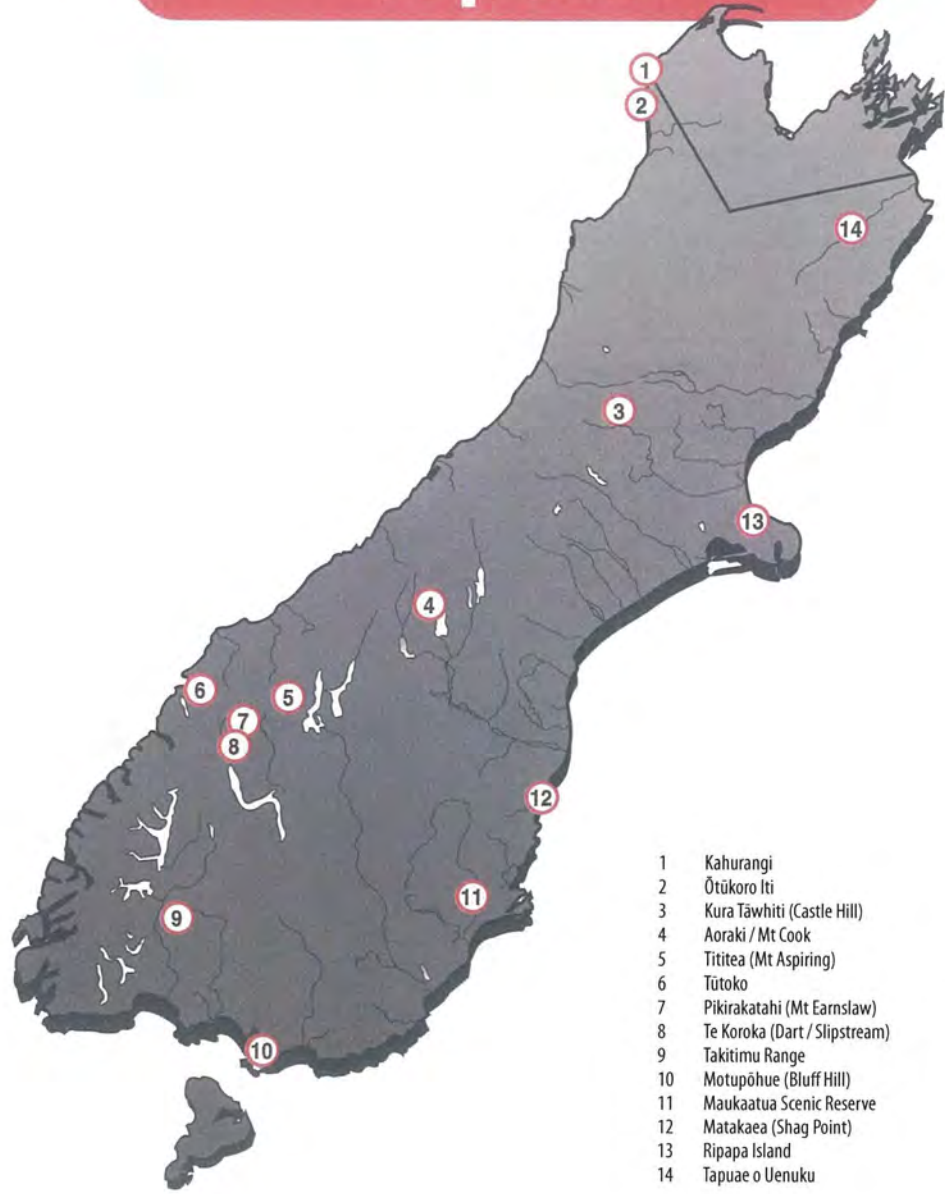 1
2
14
3
13
4
6
5
7
8
12
11
9
10
1 Kahurangi
2 Ōtūkoro Iti
3 Kura Tāwhiti (Castle Hill)
4 Aoraki / Mt Cook
5 Tititea (Mt Aspiring)
6 Tūtoko
7 Pikirakatahi (Mt Earnslaw)
8 Te Koroka (Dart / Slipstream)
9 Takitimu Range
10 Motupōhue (Bluff Hill)
11 Maukaatua Scenic Reserve
12 Matakaea (Shag Point)
13 Ripapa Island
14 Tapuae o Uenuku